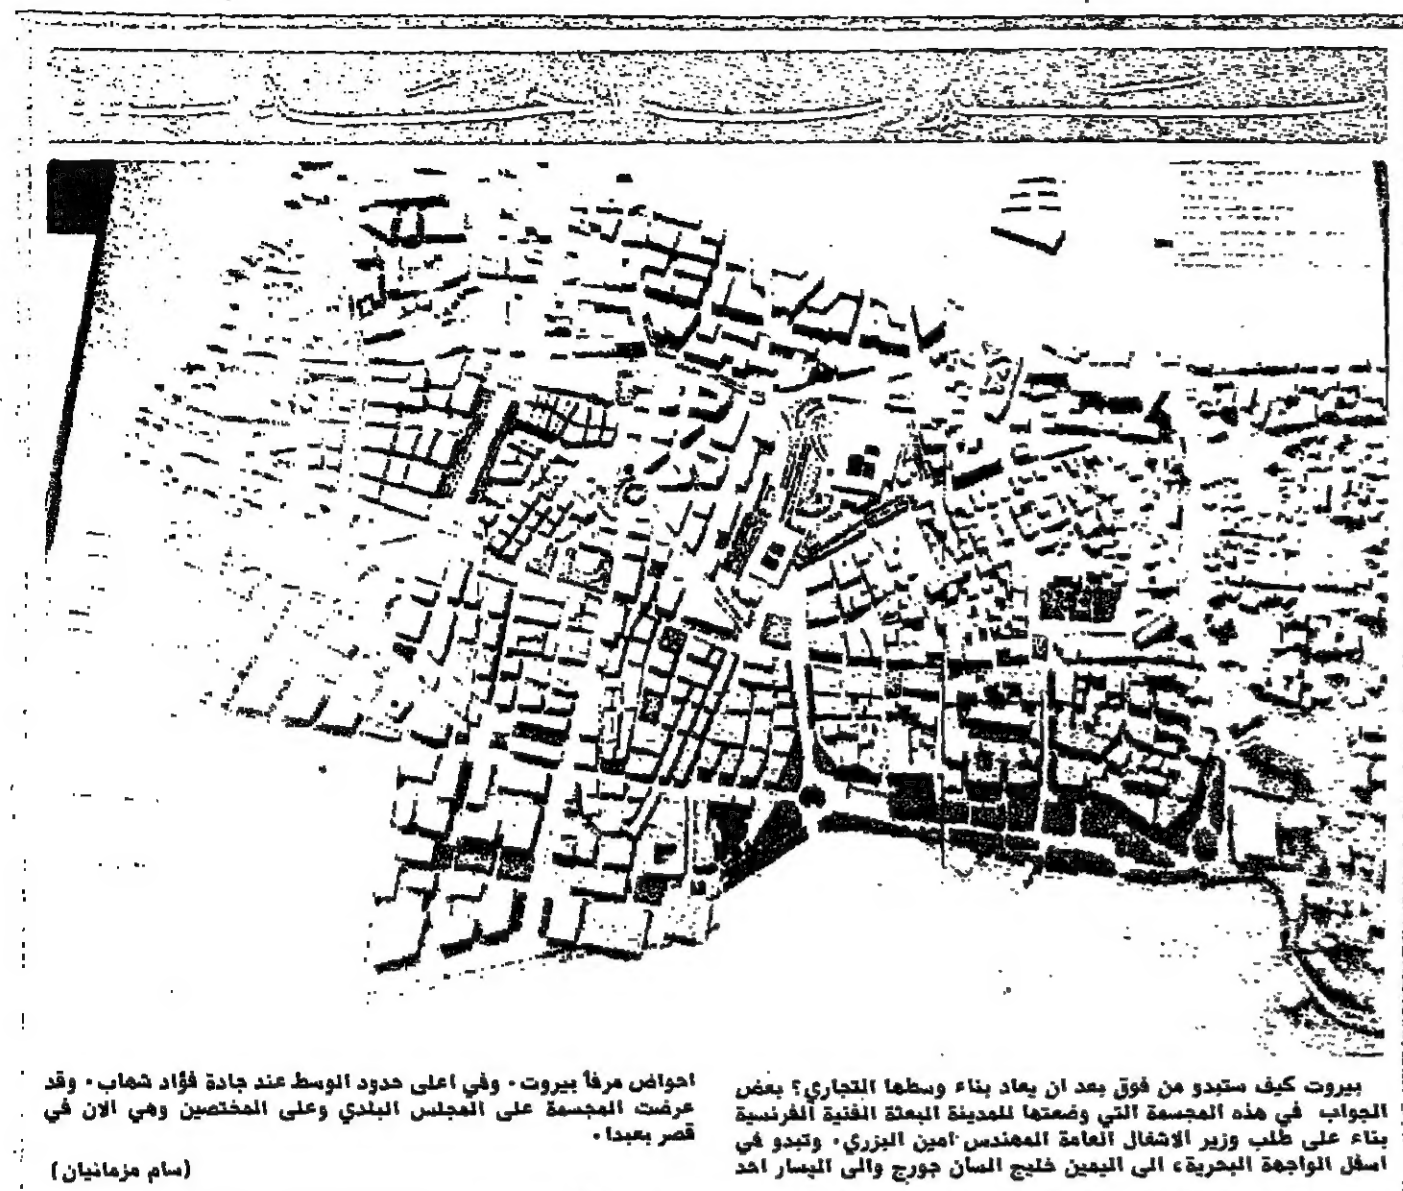 بيروت كيف ستبدو من فوق بعد ان يعاد بناء وسطها التجاري؟ بعض
الجواب في هذه المجسمة التي وضعتها للمدينة البعثة الفنية الفرنسية
بناء على طلب وزير الاشغال العامة المهندس امين البزري. وتبدو في
اسفل الواجهة البحرية، الى اليمين خليج السان جورج والى اليسار احد
احواض مرفأ بيروت. وفي اعلى حدود الوسط عند جادة فؤاد شهاب. وقد
عرضت المجسمة على المجلس البلدي وعلى المختصين وهي الان في
قصر بعبدا.
(سام مزمانيان)